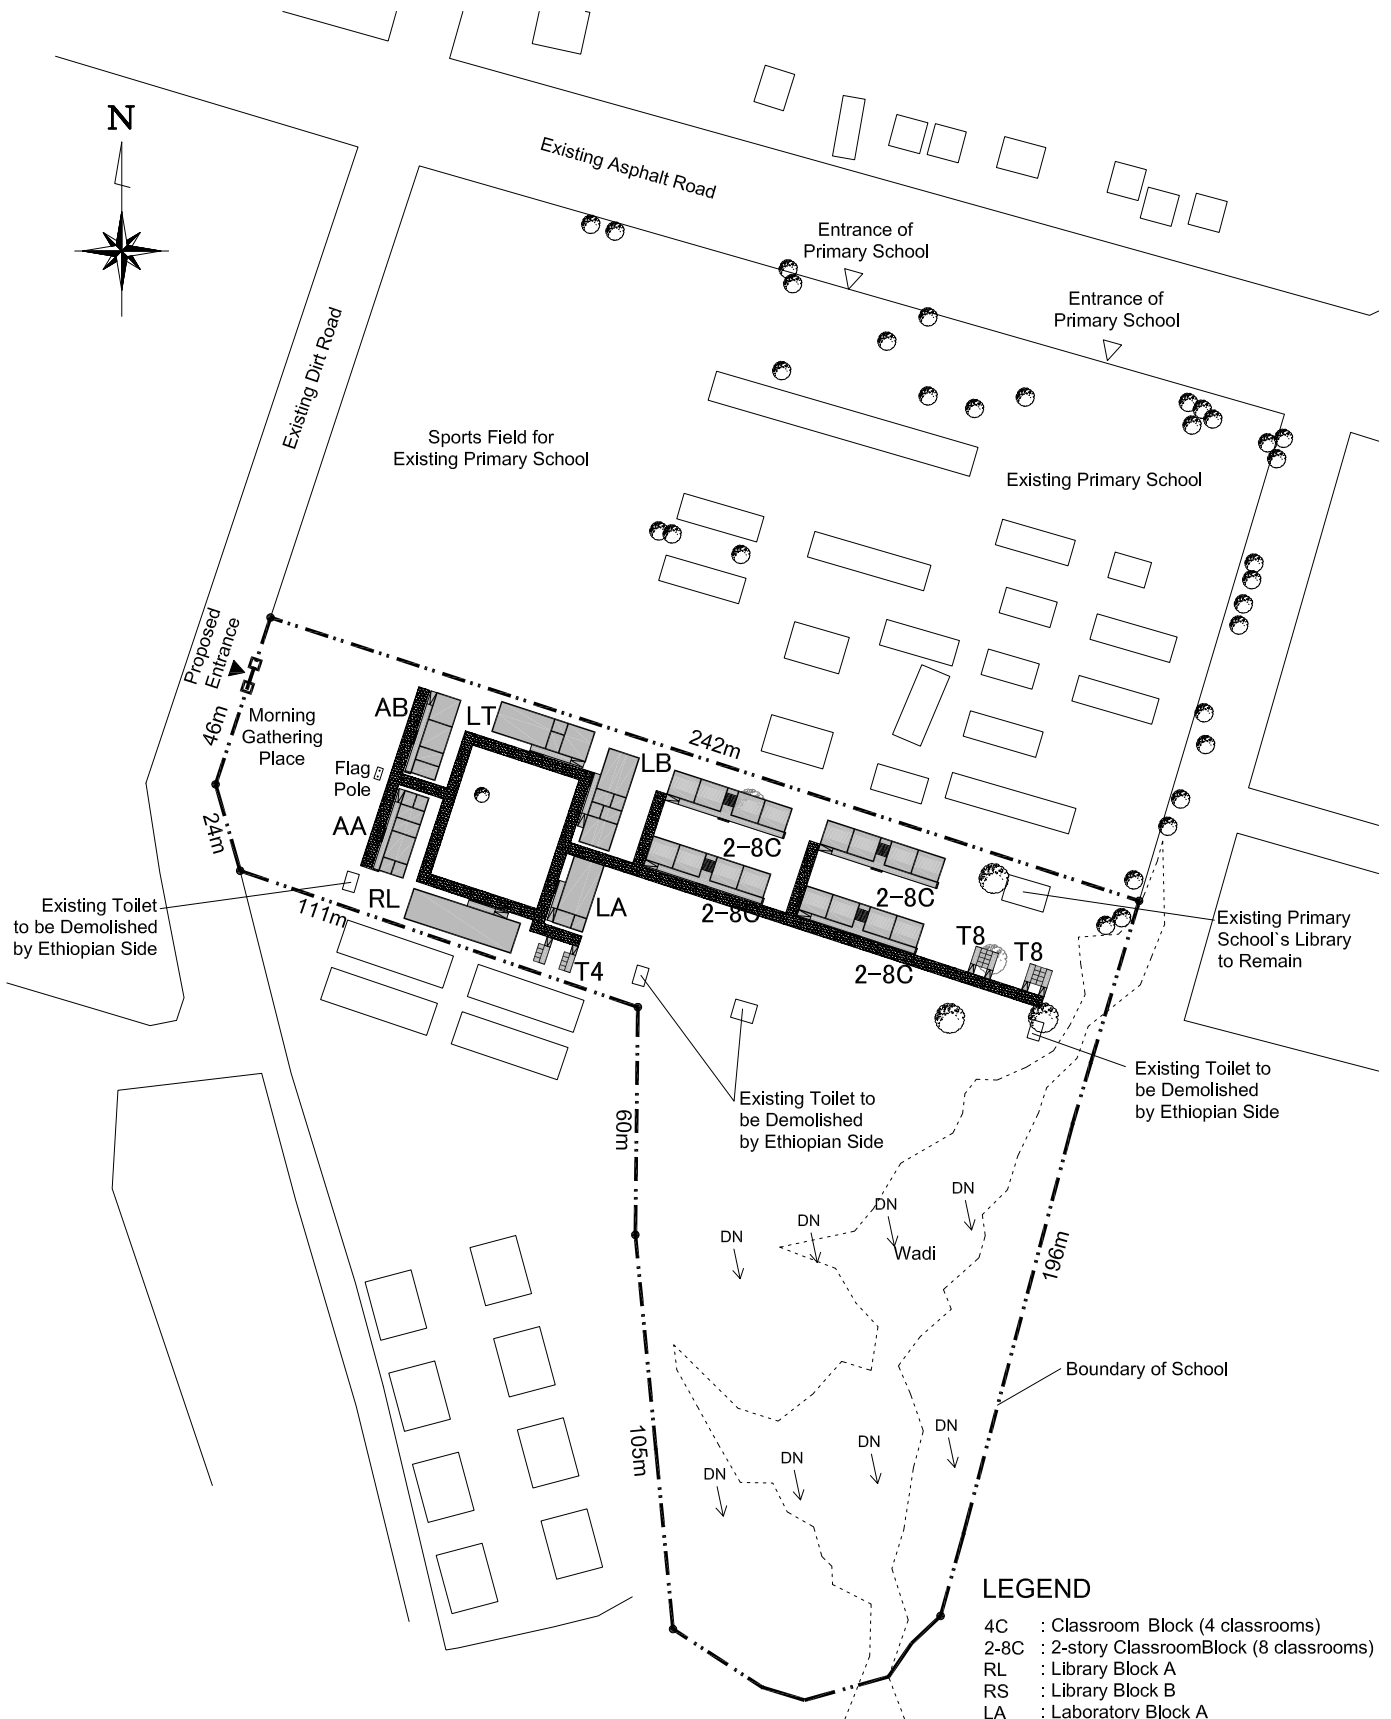 N
Existing Asphalt Road
Entrance of
Primary School
Entrance of
Primary School
Existing Dirt Road
Sports Field for
Existing Primary School
Existing Primary School
Proposed
Entrance
46m
Morning
Gathering
Place
AB
LT
242m
LB
Flag
Pole
AA
24m
2-8C
2-8C
RL
111m
LA
2-8C
2-8C
T8
T8
T4
Existing Toilet
to be Demolished
by Ethiopian Side
Existing Primary
School`s Library
to Remain
Existing Toilet to
be Demolished
by Ethiopian Side
Existing Toilet to
be Demolished
by Ethiopian Side
60m
DN
DN
DN
DN
Wadi
196m
Boundary of School
105m
DN
DN
DN
DN
LEGEND
4C : Classroom Block (4 classrooms)
2-8C : 2-story ClassroomBlock (8 classrooms)
RL : Library Block A
RS : Library Block B
LA : Laboratory Block A